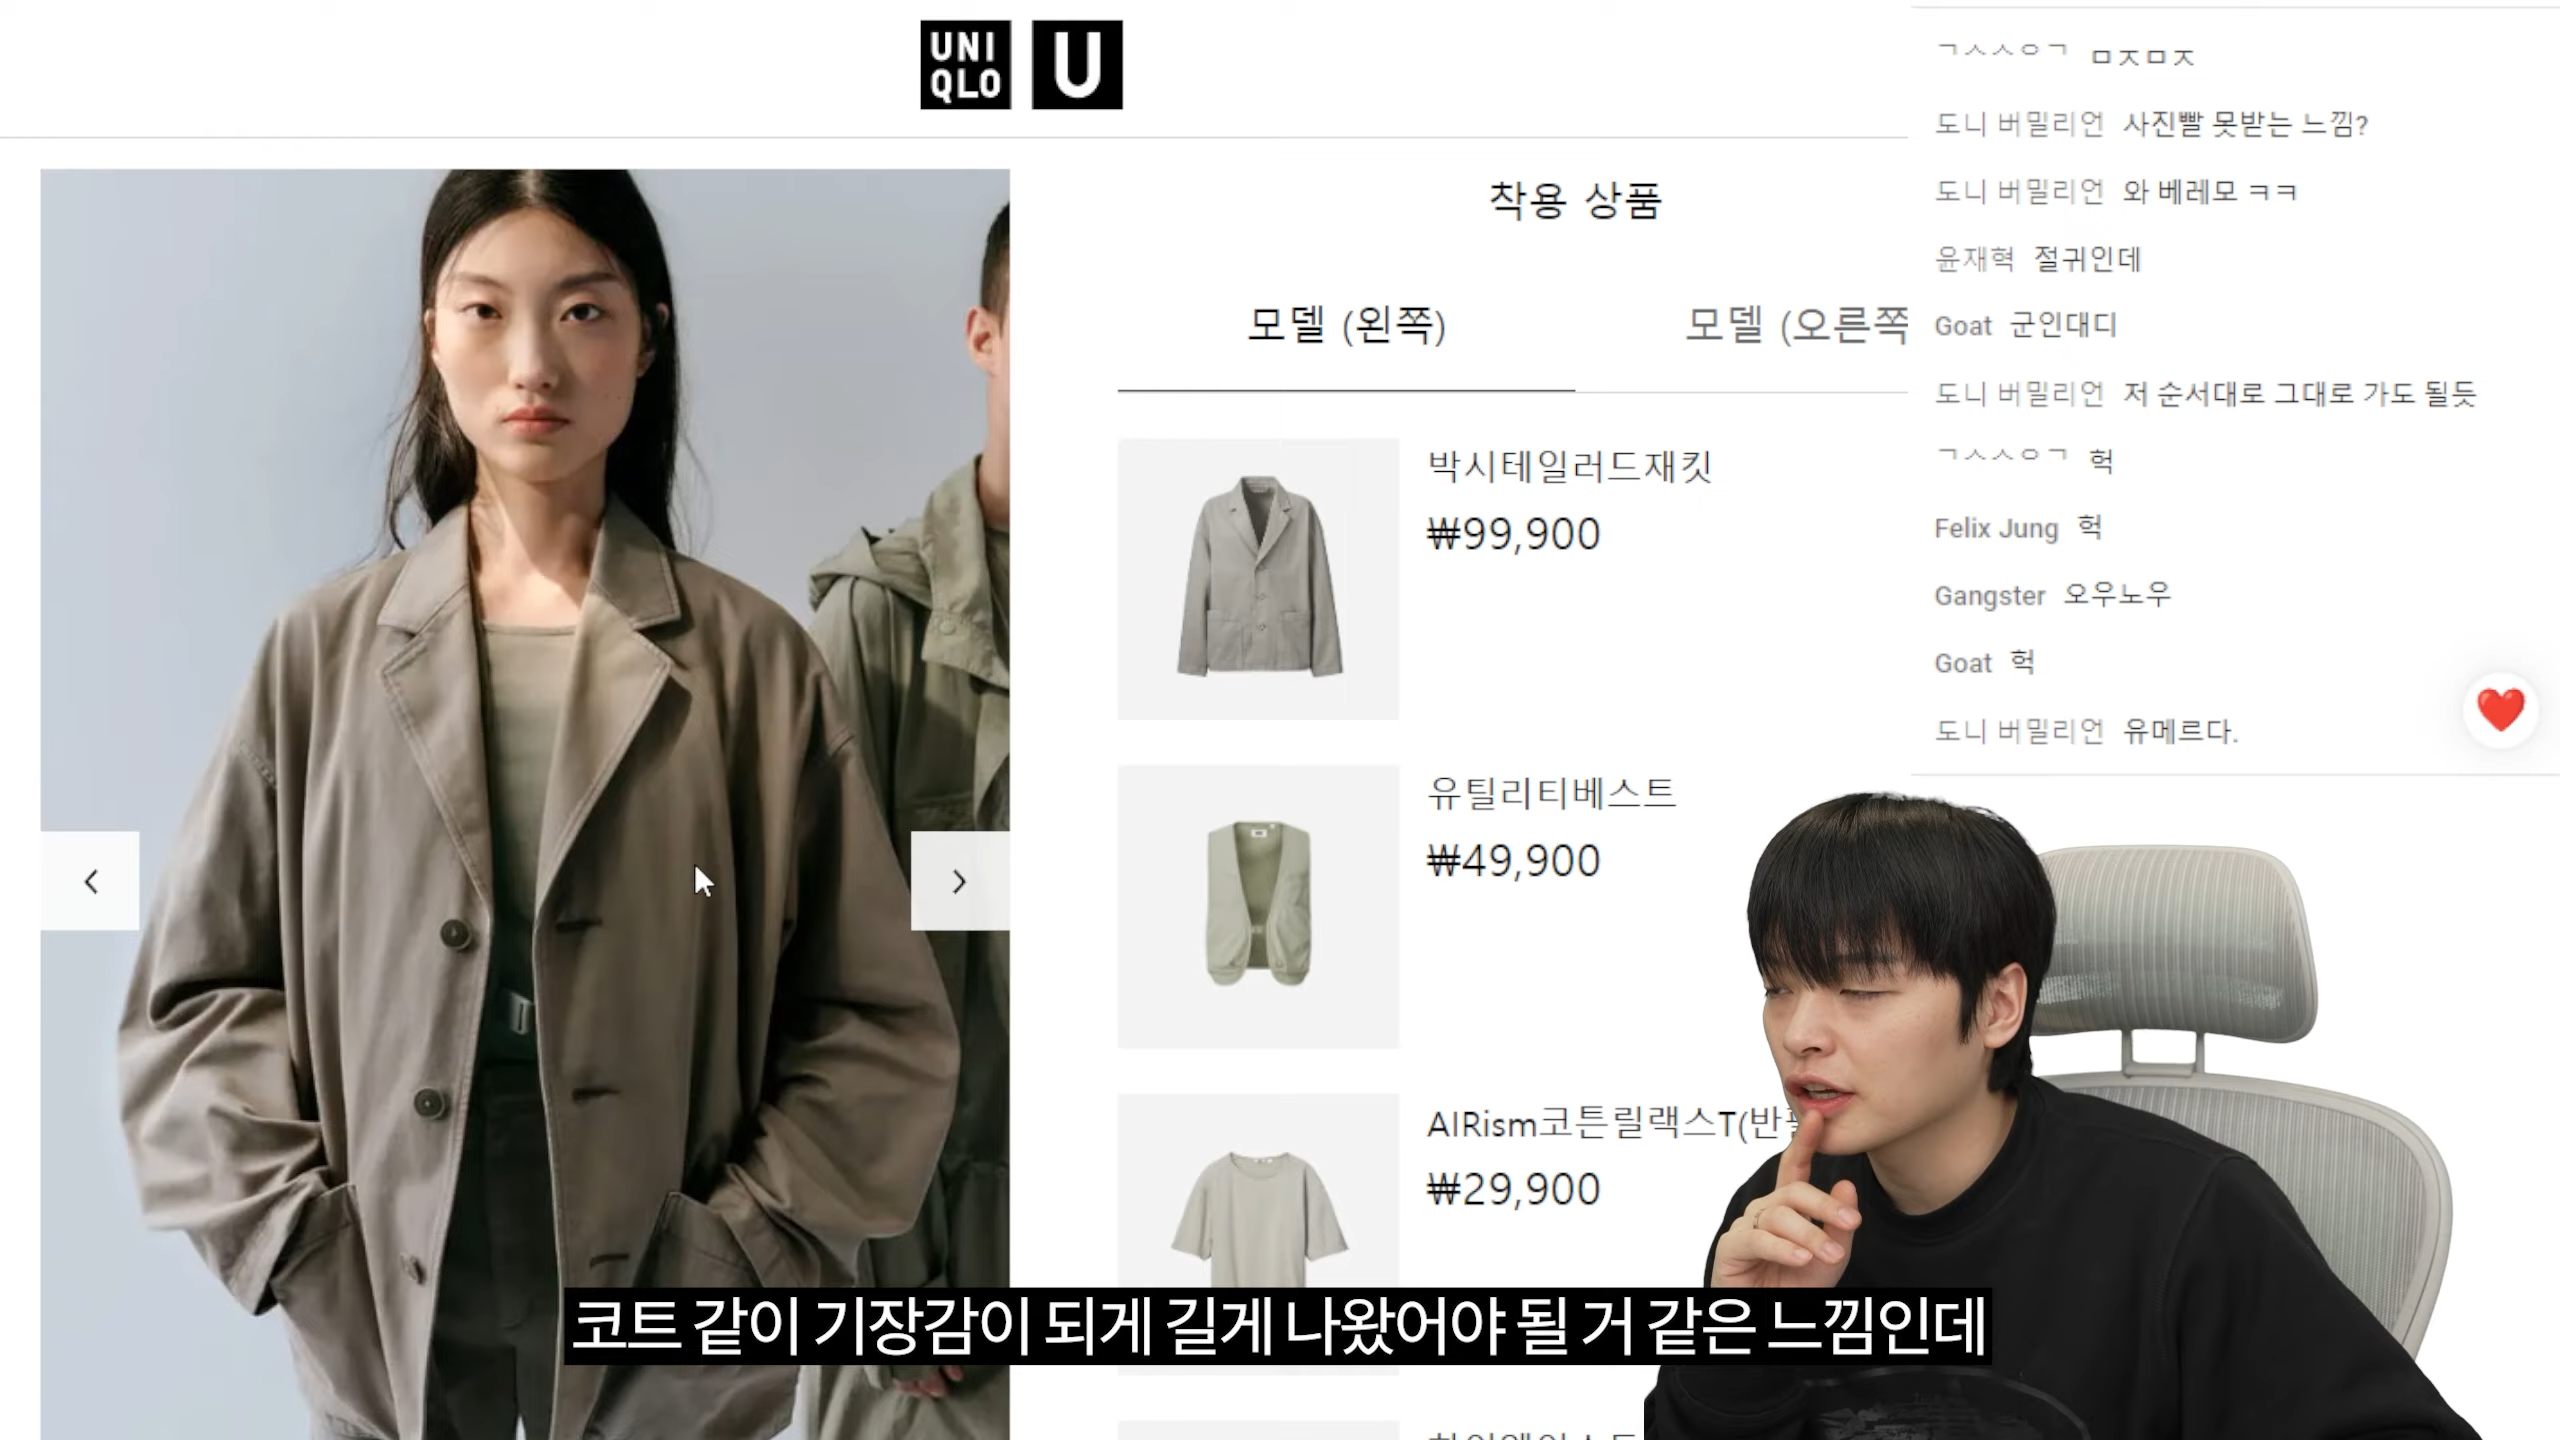 UNI
QLO
U
착용 상품
모델 (왼쪽)
모델 (오른쪽
박시테일러드재킷
₩99,900
유틸리티베스트
₩49,900
AIRism코튼릴랙스T(반
₩29,900
ㄱㅅㅅㅇㄱ ㅁㅈㅁㅈ
도니 버밀리언 사진빨 못받는 느낌?
도니 버밀리언 와 베레모 ㅋㅋ
윤재혁 절귀인데
Goat 군인대디
도니 버밀리언 저 순서대로 그대로 가도 될듯
ㄱㅅㅅㅇㄱ 헉
Felix Jung 헉
Gangster 오우노우
Goat 헉
도니 버밀리언 유메르다.
코트 같이 기장감이 되게 길게 나왔어야 될 거 같은 느낌인데